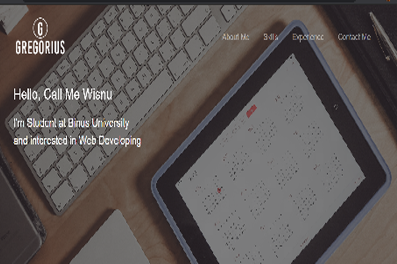 G
GREGORIUS
About Me
Skills
Experience
Contact Me
Hello, Call Me Wisnu
I'm Student at Binus University
and interested in Web Developing